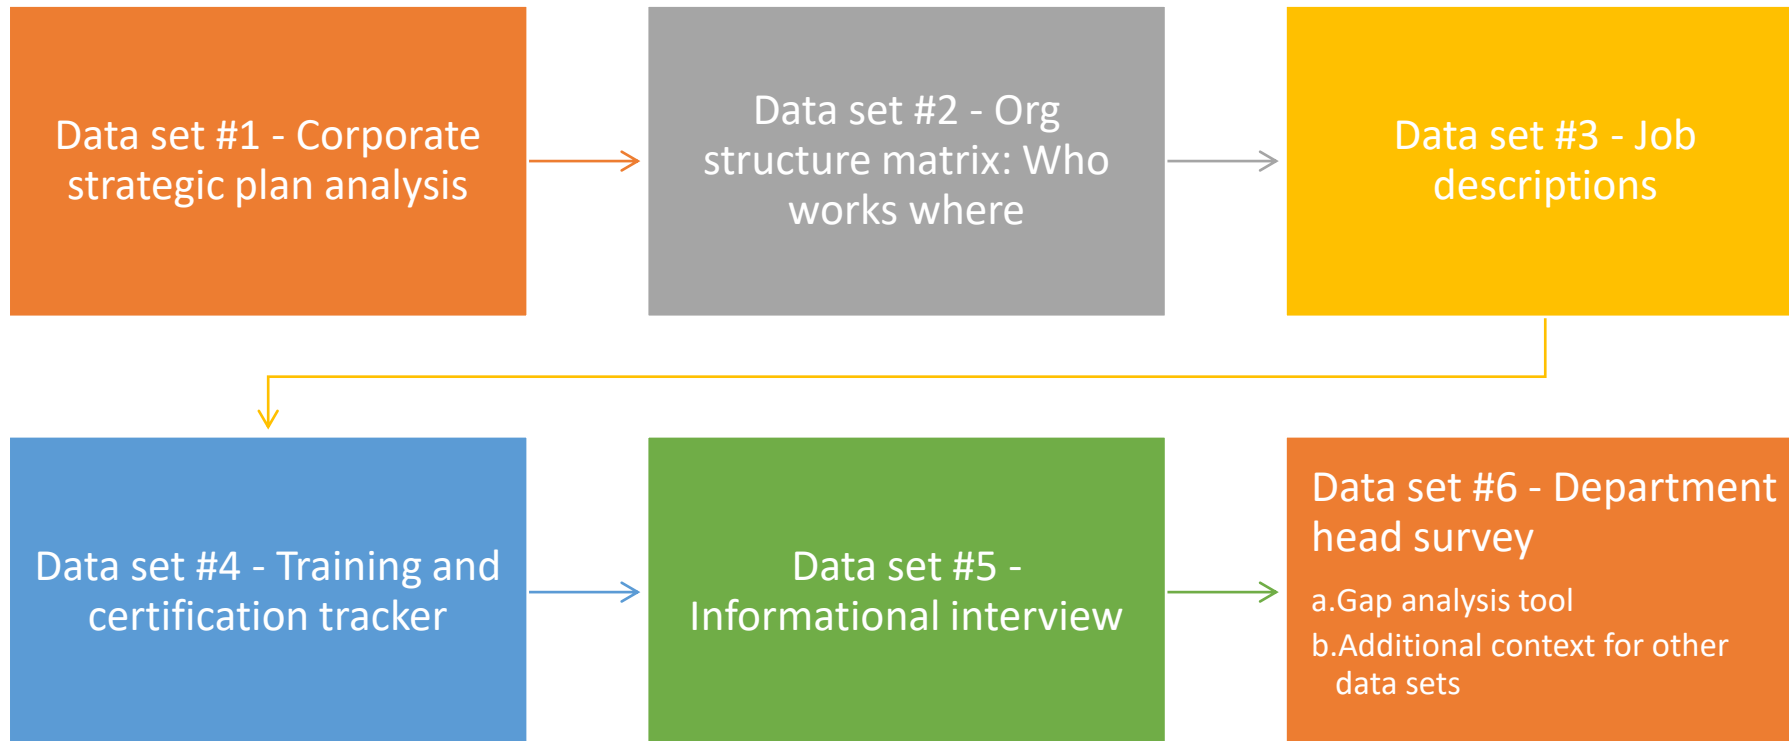 Data set #1 - Corporate
strategic plan analysis
Data set #2 - Org
structure matrix: Who
works where
Data set #3 - Job
descriptions
Data set #4 - Training and
certification tracker
Data set #5 -
Informational interview
Data set #6 - Department
head survey
a.Gap analysis tool
b.Additional context for other
data sets